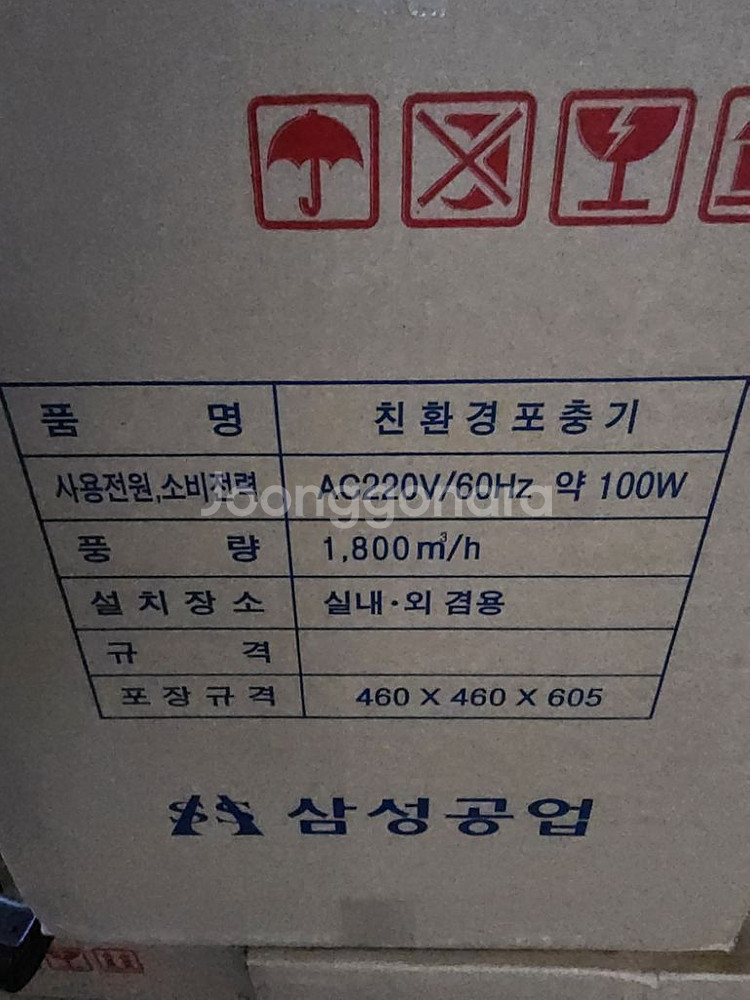 품 명 친환경포충기
사용전원,소비전력 AC220V/60Hz 약 100W
Joonggonara
풍 량 1,800㎥/h
설치장소 실내·외 겸용
규 격
포장규격 460 X 460 X 605
삼성공업